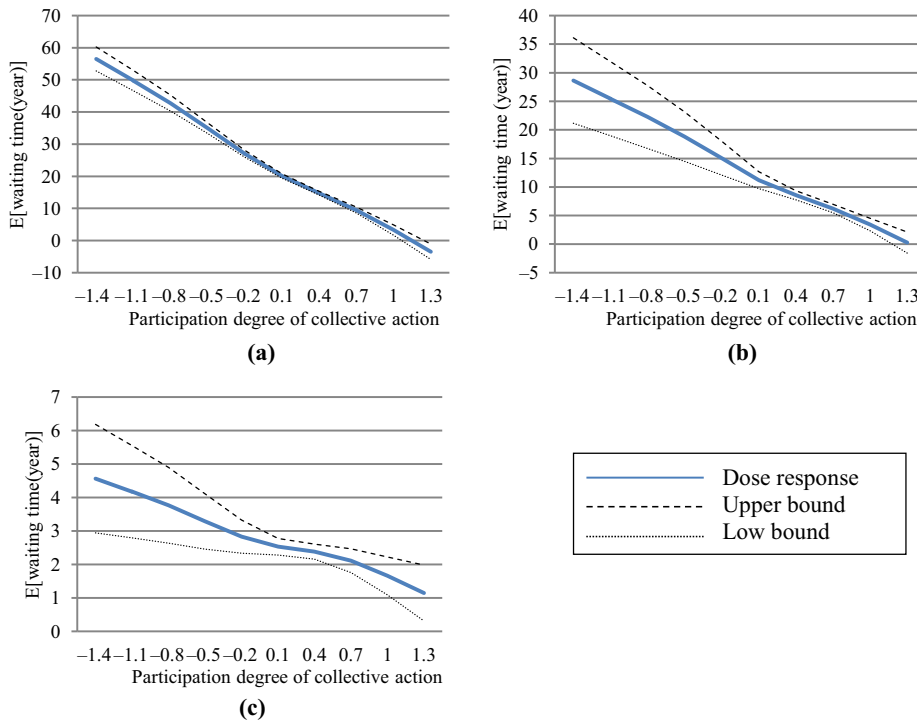 70
60
50
40
30
20
10
0
–10
E[waiting time(year)]
–1.4 –1.1 –0.8 –0.5 –0.2 0.1 0.4 0.7 1 1.3
Participation degree of collective action
(a)
40
35
30
25
20
15
10
5
0
–5
E[waiting time (year)]
–1.4 –1.1 –0.8 –0.5 –0.2 0.1 0.4 0.7 1 1.3
Participation degree of collective action
(b)
7
6
5
4
3
2
1
0
E[waiting time(year)]
–1.4 –1.1 –0.8 –0.5 –0.2 0.1 0.4 0.7 1 1.3
Participation degree of collective action
(c)
Dose response
Upper bound
Low bound